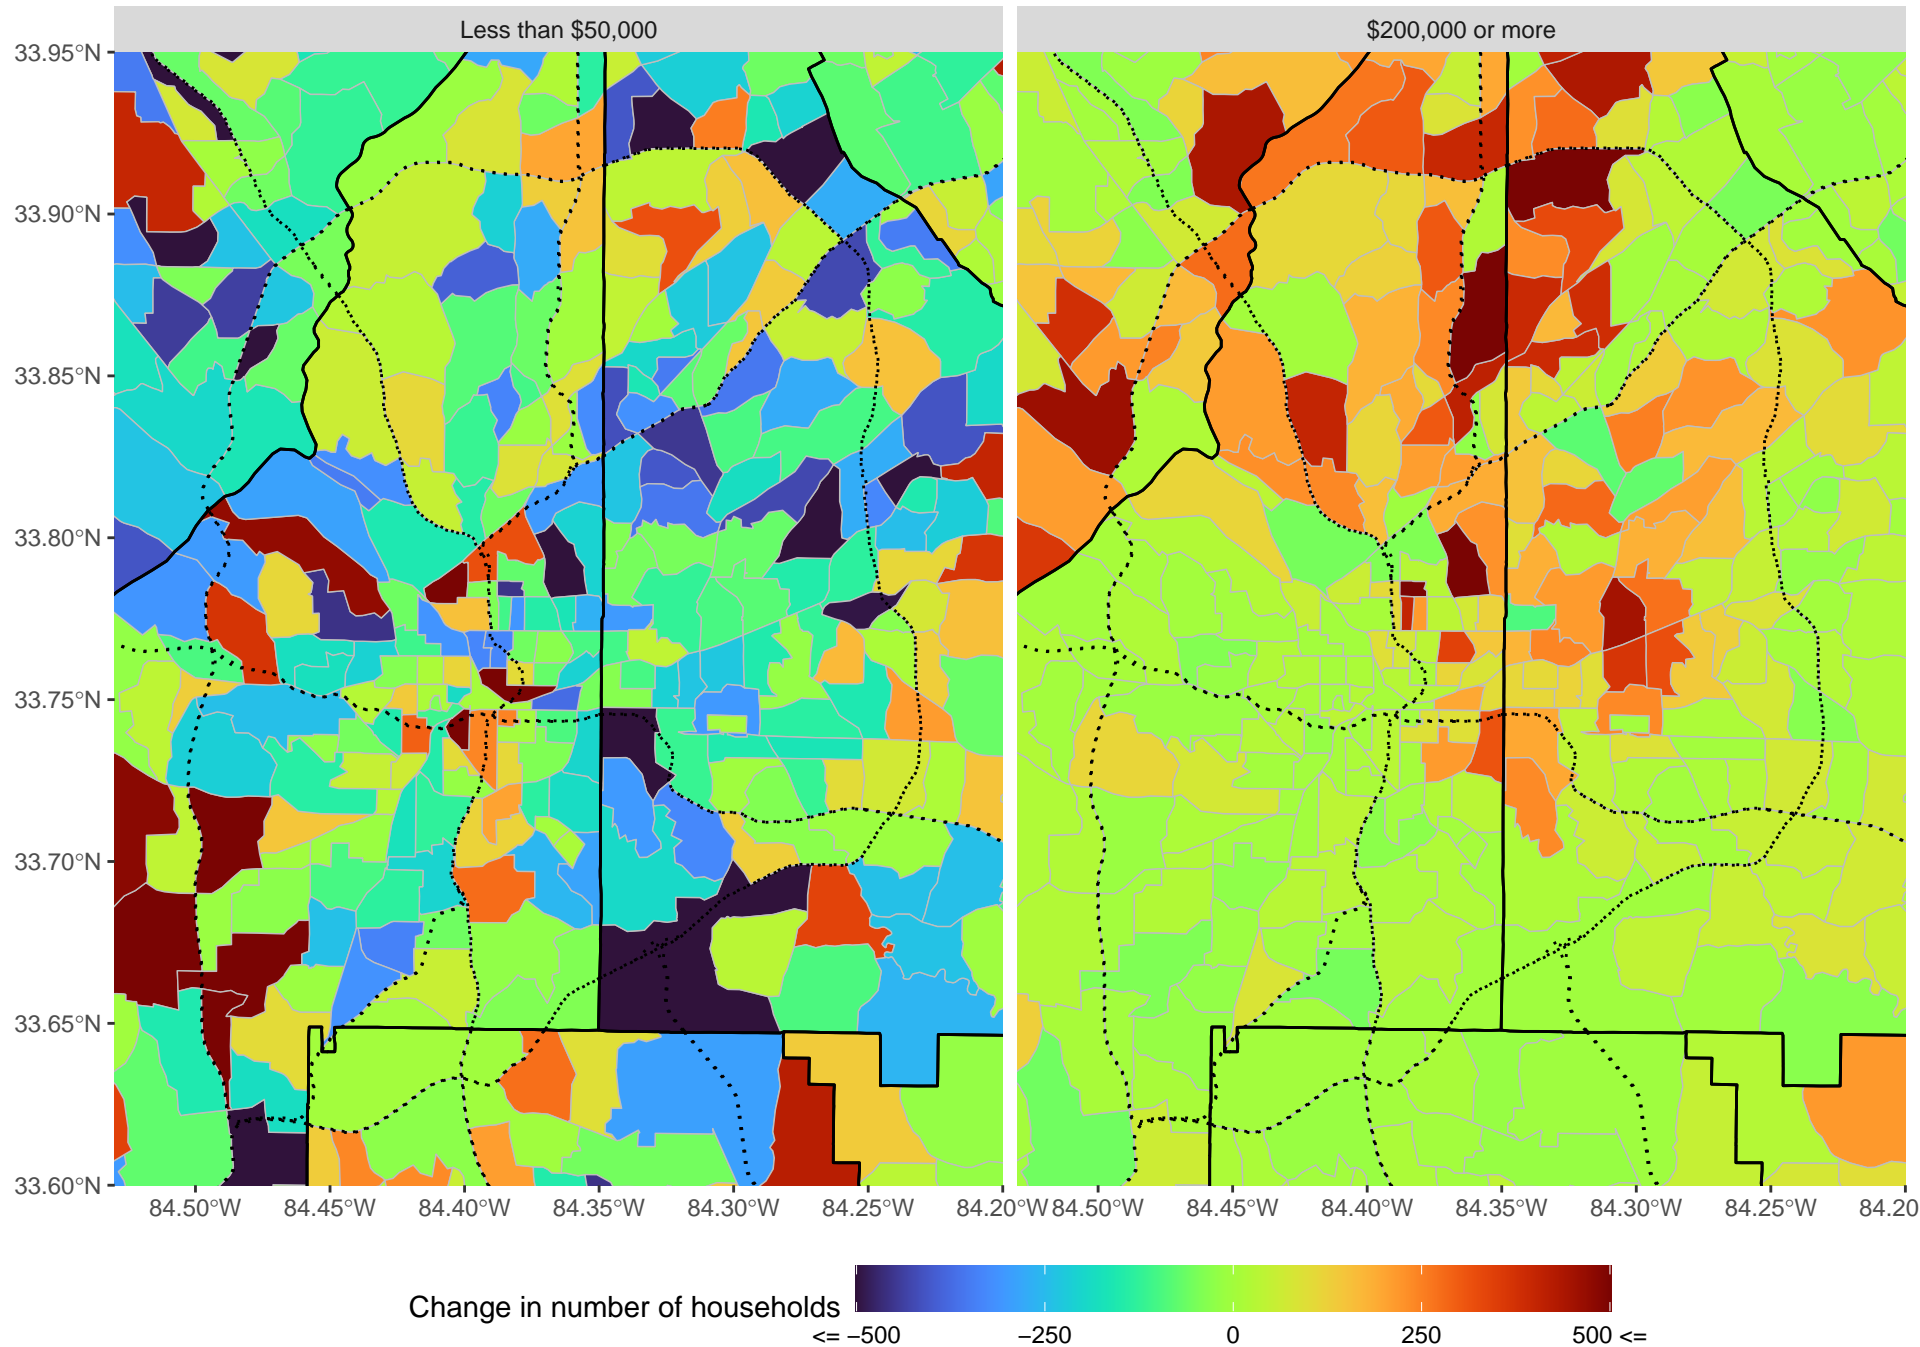 Less than $50,000
$200,000 or more
33.95°N
33.90°N
33.85°N
33.80°N
33.75°N
33.70°N
33.65°N
33.60°N
84.50°W 84.45°W 84.40°W 84.35°W 84.30°W 84.25°W 84.20°W
84.50°W 84.45°W 84.40°W 84.35°W 84.30°W 84.25°W 84.20
Change in number of households
<= −500 −250 0 250 500 <=